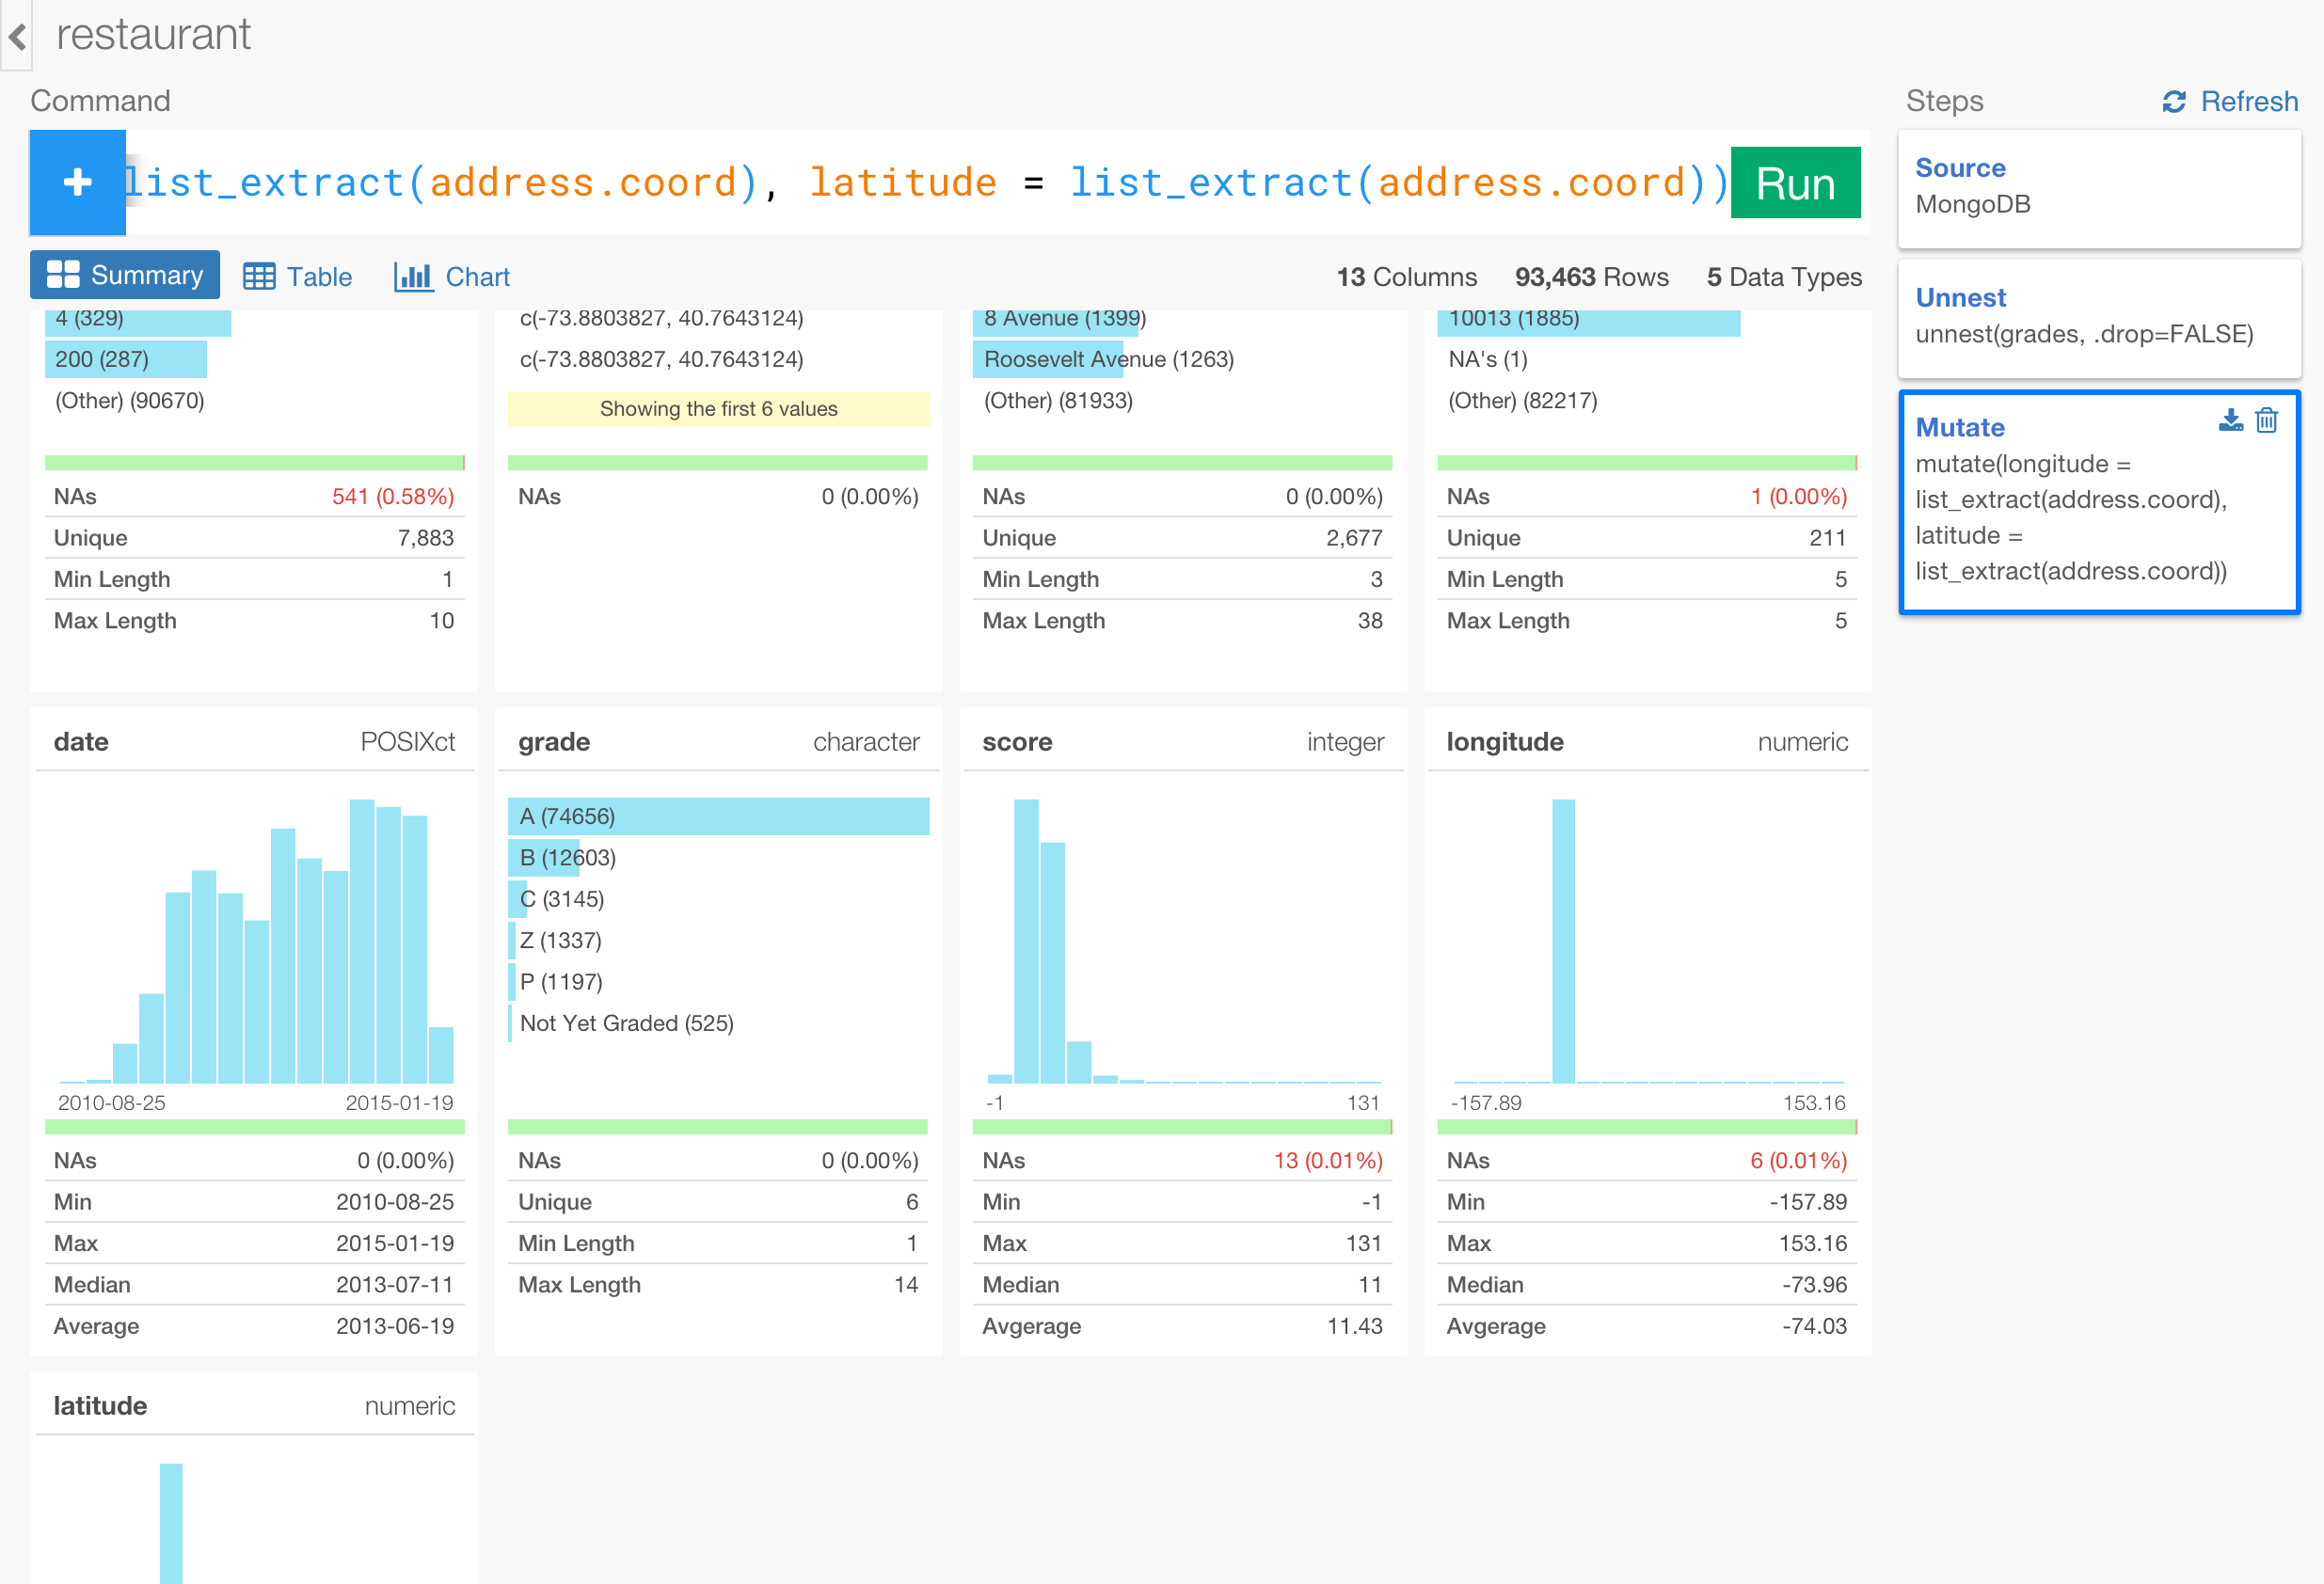 restaurant
Command
Steps
Refresh
+
list_extract(address.coord), latitude = list_extract(address.coord))
Run
Source
MongoDB
Summary
Table
Chart
13 Columns
93,463 Rows
5 Data Types
Unnest
unnest(grades, .drop=FALSE)
Mutate
mutate(longitude =
list_extract(address.coord),
latitude =
list_extract(address.coord))
4 (329)
200 (287)
(Other) (90670)
NAs 541 (0.58%)
Unique 7,883
Min Length 1
Max Length 10
c(-73.8803827, 40.7643124)
c(-73.8803827, 40.7643124)
Showing the first 6 values
NAs 0 (0.00%)
8 Avenue (1399)
Roosevelt Avenue (1263)
(Other) (81933)
NAs 0 (0.00%)
Unique 2,677
Min Length 3
Max Length 38
10013 (1885)
NA's (1)
(Other) (82217)
NAs 1 (0.00%)
Unique 211
Min Length 5
Max Length 5
date POSIXct
2010-08-25 2015-01-19
NAs 0 (0.00%)
Min 2010-08-25
Max 2015-01-19
Median 2013-07-11
Average 2013-06-19
grade character
A (74656)
B (12603)
C (3145)
Z (1337)
P (1197)
Not Yet Graded (525)
NAs 0 (0.00%)
Unique 6
Min Length 1
Max Length 14
score integer
-1 131
NAs 13 (0.01%)
Min -1
Max 131
Median 11
Avgerage 11.43
longitude numeric
-157.89 153.16
NAs 6 (0.01%)
Min -157.89
Max 153.16
Median -73.96
Avgerage -74.03
latitude numeric